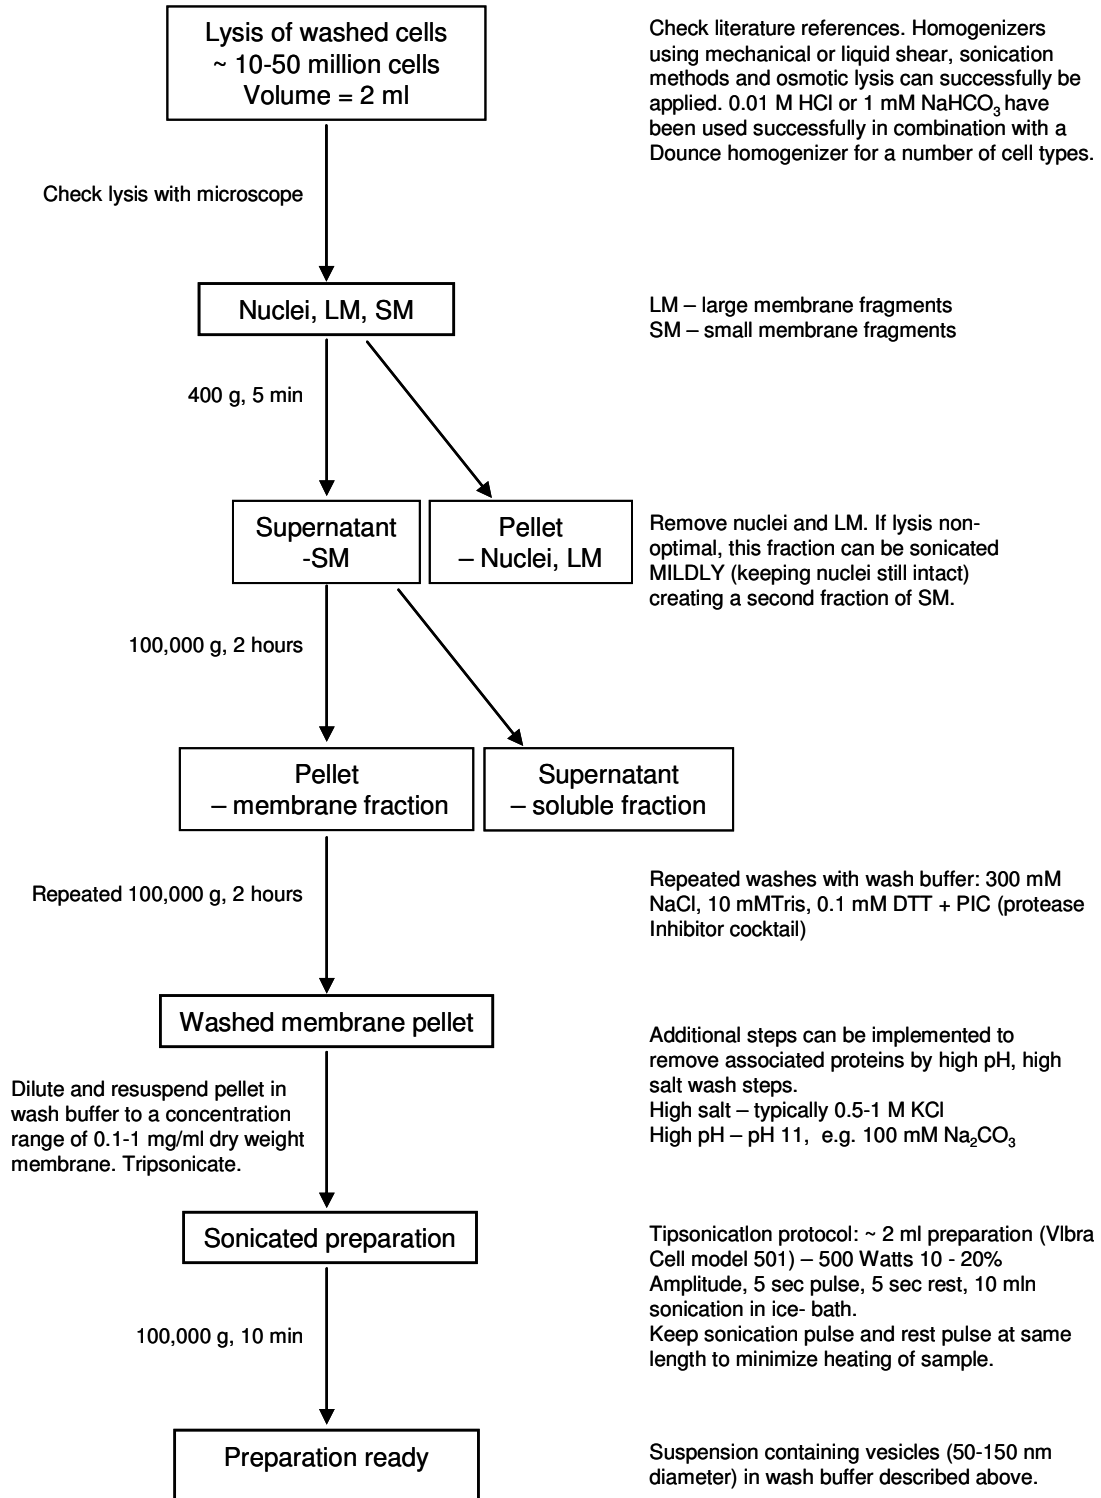 Lysis of washed cells
~ 10-50 million cells
Volume = 2 ml
Check literature references. Homogenizers
using mechanical or liquid shear, sonication
methods and osmotic lysis can successfully be
applied. 0.01 M HCl or 1 mM NaHCO₃ have
been used successfully in combination with a
Dounce homogenizer for a number of cell types.
Check lysis with microscope
Nuclei, LM, SM
LM – large membrane fragments
SM – small membrane fragments
400 g, 5 min
Supernatant
-SM
Pellet
– Nuclei, LM
Remove nuclei and LM. If lysis non-
optimal, this fraction can be sonicated
MILDLY (keeping nuclei still intact)
creating a second fraction of SM.
100,000 g, 2 hours
Pellet
– membrane fraction
Supernatant
– soluble fraction
Repeated 100,000 g, 2 hours
Repeated washes with wash buffer: 300 mM
NaCl, 10 mMTris, 0.1 mM DTT + PIC (protease
Inhibitor cocktail)
Washed membrane pellet
Additional steps can be implemented to
remove associated proteins by high pH, high
salt wash steps.
High salt – typically 0.5-1 M KCl
High pH – pH 11, e.g. 100 mM Na₂CO₃
Dilute and resuspend pellet in
wash buffer to a concentration
range of 0.1-1 mg/ml dry weight
membrane. Tripsonicate.
Sonicated preparation
Tipsonicatlon protocol: ~ 2 ml preparation (Vlbra
Cell model 501) – 500 Watts 10 - 20%
Amplitude, 5 sec pulse, 5 sec rest, 10 mln
sonication in ice- bath.
Keep sonication pulse and rest pulse at same
length to minimize heating of sample.
100,000 g, 10 min
Preparation ready
Suspension containing vesicles (50-150 nm
diameter) in wash buffer described above.